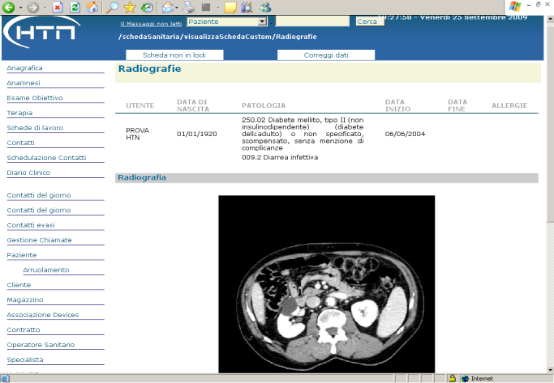 HTN
0 Messaggi non letti
Paziente
Cerca
:27:58 - Venerdì 25 Settembre 2009
/schedaSanitaria/visualizzaSchedaCustom/Radiografie
Scheda non in lock
Correggi dati
Anagrafica
Anamnesi
Esame Obiettivo
Terapia
Schede di lavoro
Contatti
Schedulazione Contatti
Diario Clinico
Contatti del giorno
Contatti del giorno
Contatti evasi
Gestione Chiamate
Paziente
Arruolamento
Cliente
Magazzino
Associazione Devices
Contratto
Operatore Sanitario
Specialista
Radiografie
UTENTE
DATA DI
NASCITA
PATOLOGIA
DATA
INIZIO
DATA
FINE
ALLERGIE
PROVA
HTN
01/01/1920
250.02 Diabete mellito, tipo II (non
insulinodipendente) (diabete
dell'adulto) o non specificato,
scompensato, senza menzione di
complicanze
009.2 Diarrea infettiva
06/06/2004
Radiografia
Internet